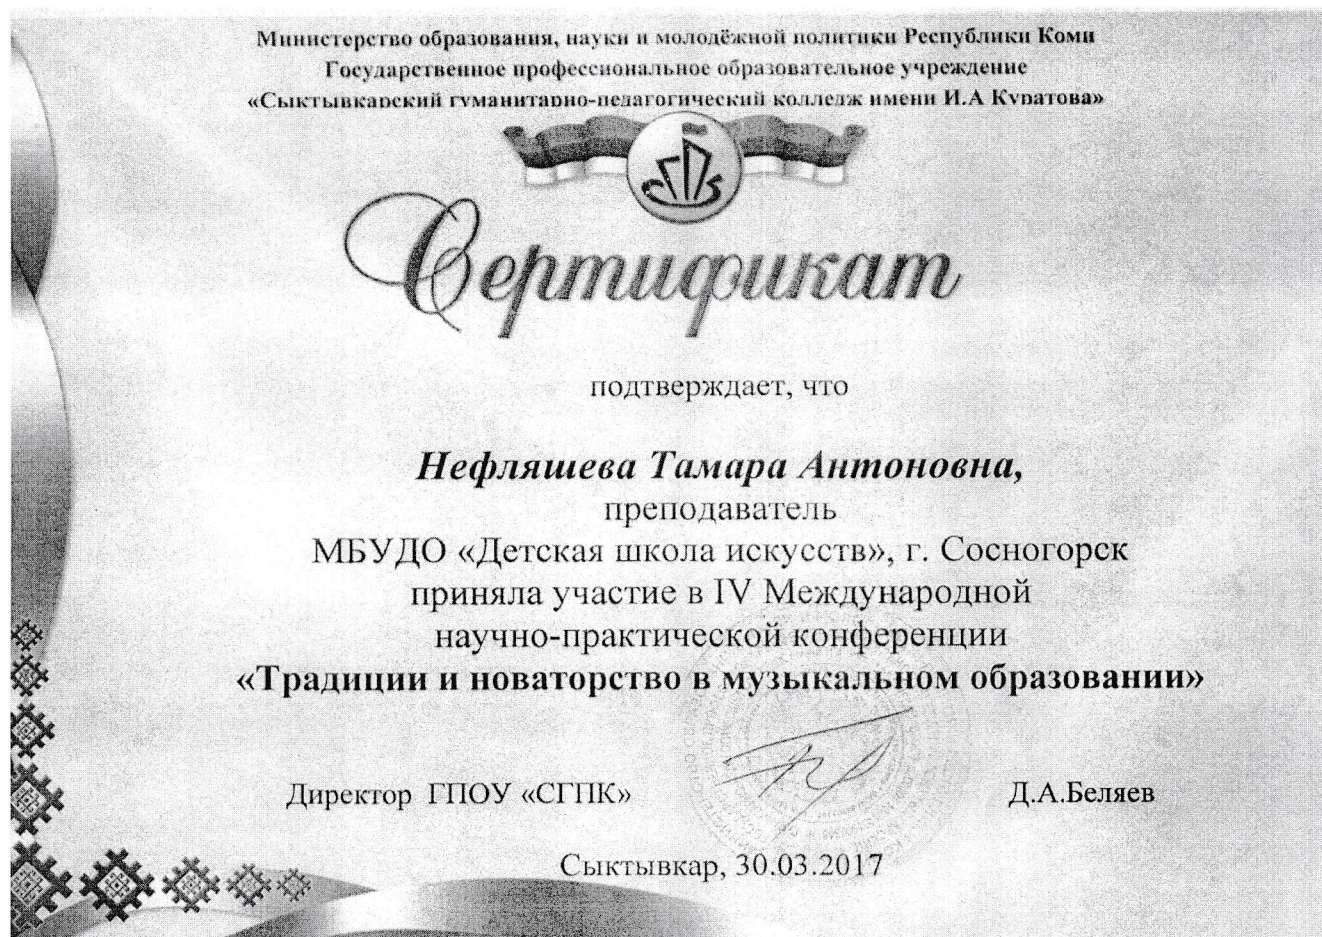 Министерство образования, науки и молодёжной политики Республики Коми
Государственное профессиональное образовательное учреждение
«Сыктывкарский гуманитарно-педагогический колледж имени И.А Куратова»
Сертификат
подтверждает, что
Нефляшева Тамара Антоновна,
преподаватель
МБУДО «Детская школа искусств», г. Сосногорск
приняла участие в IV Международной
научно-практической конференции
«Традиции и новаторство в музыкальном образовании»
Директор ГПОУ «СГПК»
Д.А.Беляев
Сыктывкар, 30.03.2017